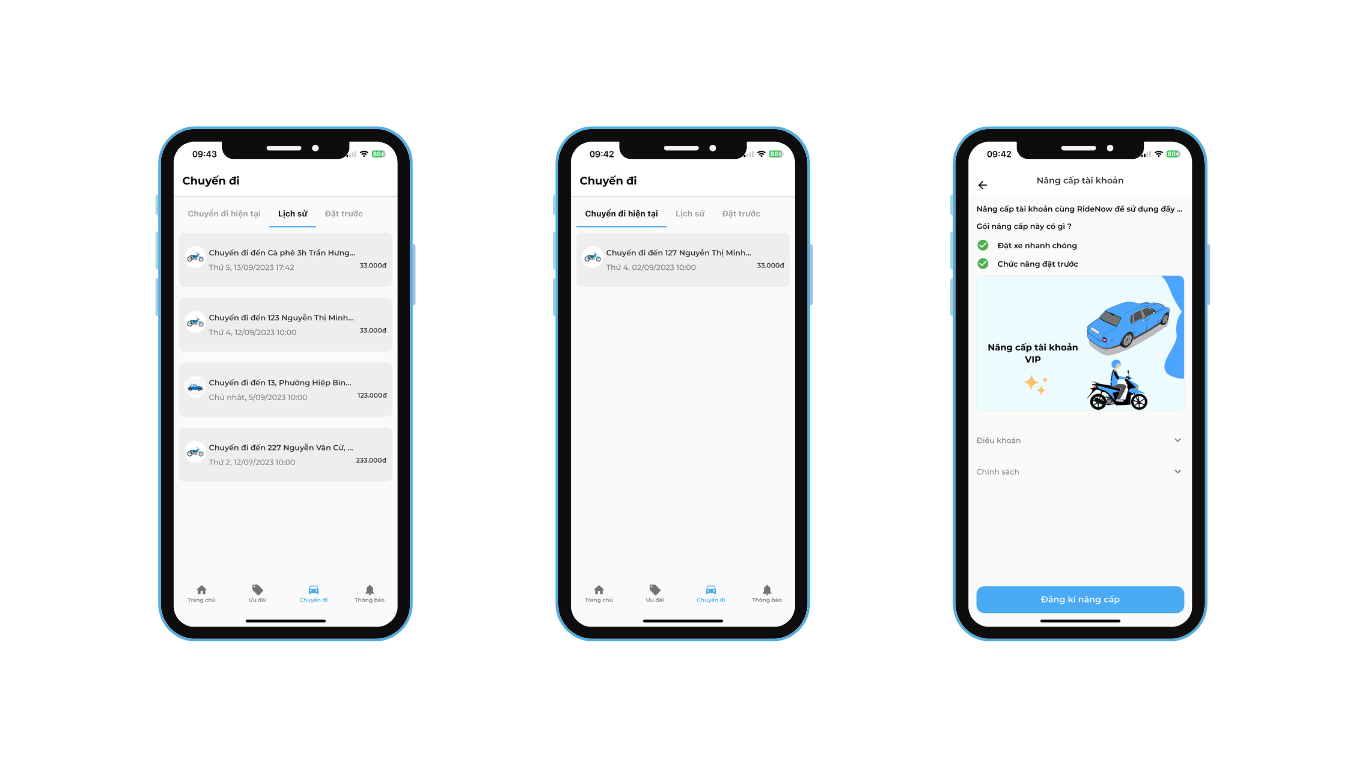 09:43
80
Chuyến đi
Chuyến đi hiện tại Lịch sử Đặt trước
Chuyến đi đến Cà phê 3h Trần Hưng...
Thứ 5, 13/09/2023 17:42
33.000đ
Chuyến đi đến 123 Nguyễn Thị Minh...
Thứ 4, 12/09/2023 10:00
33.000đ
Chuyến đi đến 13, Phường Hiệp Bìn...
Chủ nhật, 5/09/2023 10:00
123.000đ
Chuyến đi đến 227 Nguyễn Văn Cừ, ...
Thứ 2, 12/07/2023 10:00
233.000đ
Trang chủ Ưu đãi Chuyến đi Thông báo
09:42
80
Chuyến đi
Chuyến đi hiện tại Lịch sử Đặt trước
Chuyến đi đến 127 Nguyễn Thị Minh...
Thứ 4, 02/09/2023 10:00
33.000đ
Trang chủ Ưu đãi Chuyến đi Thông báo
09:42
80
Nâng cấp tài khoản
Nâng cấp tài khoản cùng RideNow để sử dụng đầy ...
Gói nâng cấp này có gì ?
Đặt xe nhanh chóng
Chức năng đặt trước
Nâng cấp tài khoản
VIP
Điều khoản
Chính sách
Đăng kí nâng cấp